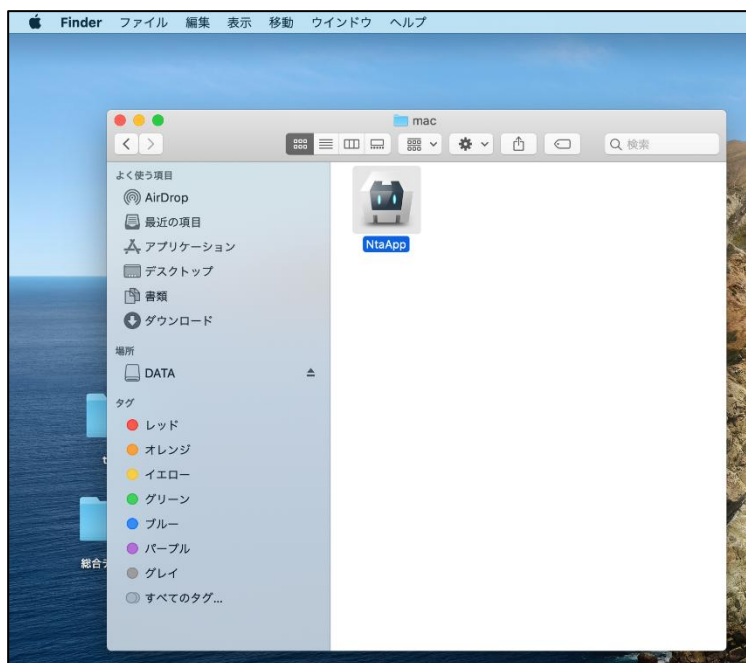 Finder ファイル 編集 表示 移動 ウインドウ ヘルプ
mac
検索
よく使う項目
AirDrop
最近の項目
アプリケーション
デスクトップ
書類
ダウンロード
場所
DATA
タグ
レッド
オレンジ
イエロー
グリーン
ブルー
パープル
グレイ
すべてのタグ...
NtaApp
総合